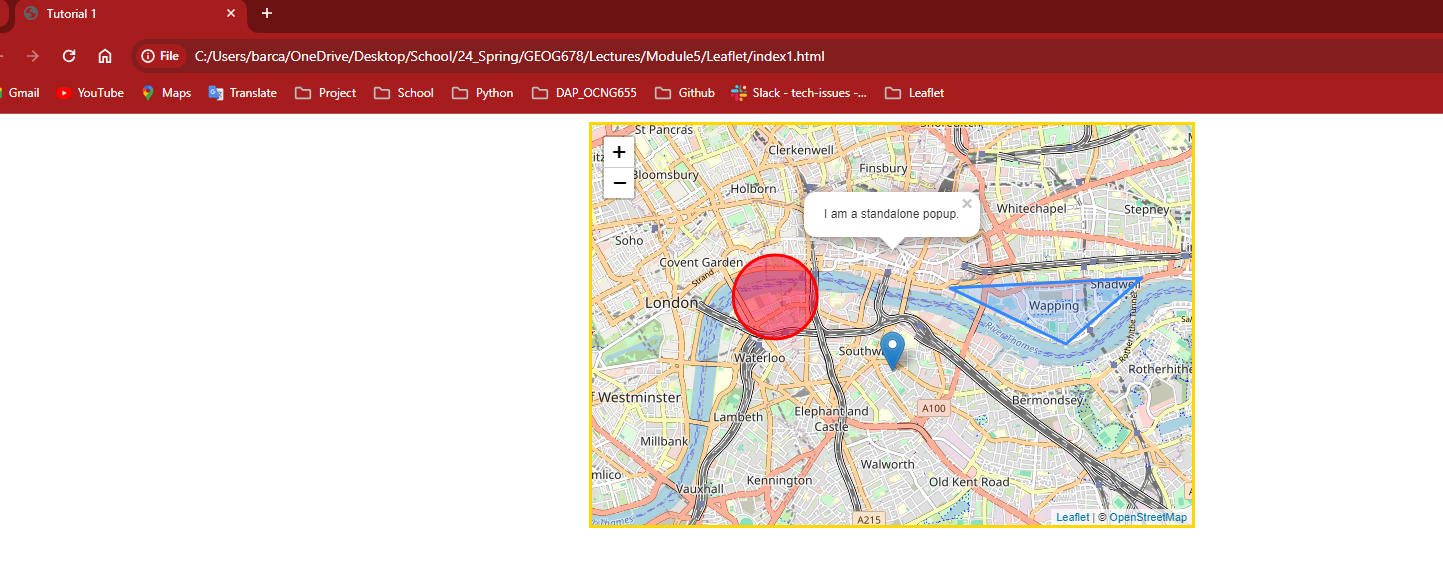 Tutorial 1
File C:/Users/barca/OneDrive/Desktop/School/24_Spring/GEOG678/Lectures/Module5/Leaflet/index1.html
Gmail YouTube Maps Translate Project School Python DAP_OCNG655 Github Slack - tech-issues -... Leaflet
St Pancras
Clerkenwell
+
Bloomsbury
Finsbury
−
Holborn
Whitechapel
Stepney
I am a standalone popup.
×
Soho
Covent Garden
Strand
Shadwell
London
Wapping
River Thames
Rotherhithe Tunnel
Waterloo
Southw
Rotherhithe
f Westminster
Bermondsey
A100
Lambeth
Elephant and
Castle
Millbank
Walworth
mlico
Kennington
Old Kent Road
Vauxhall
A215
Leaflet | © OpenStreetMap